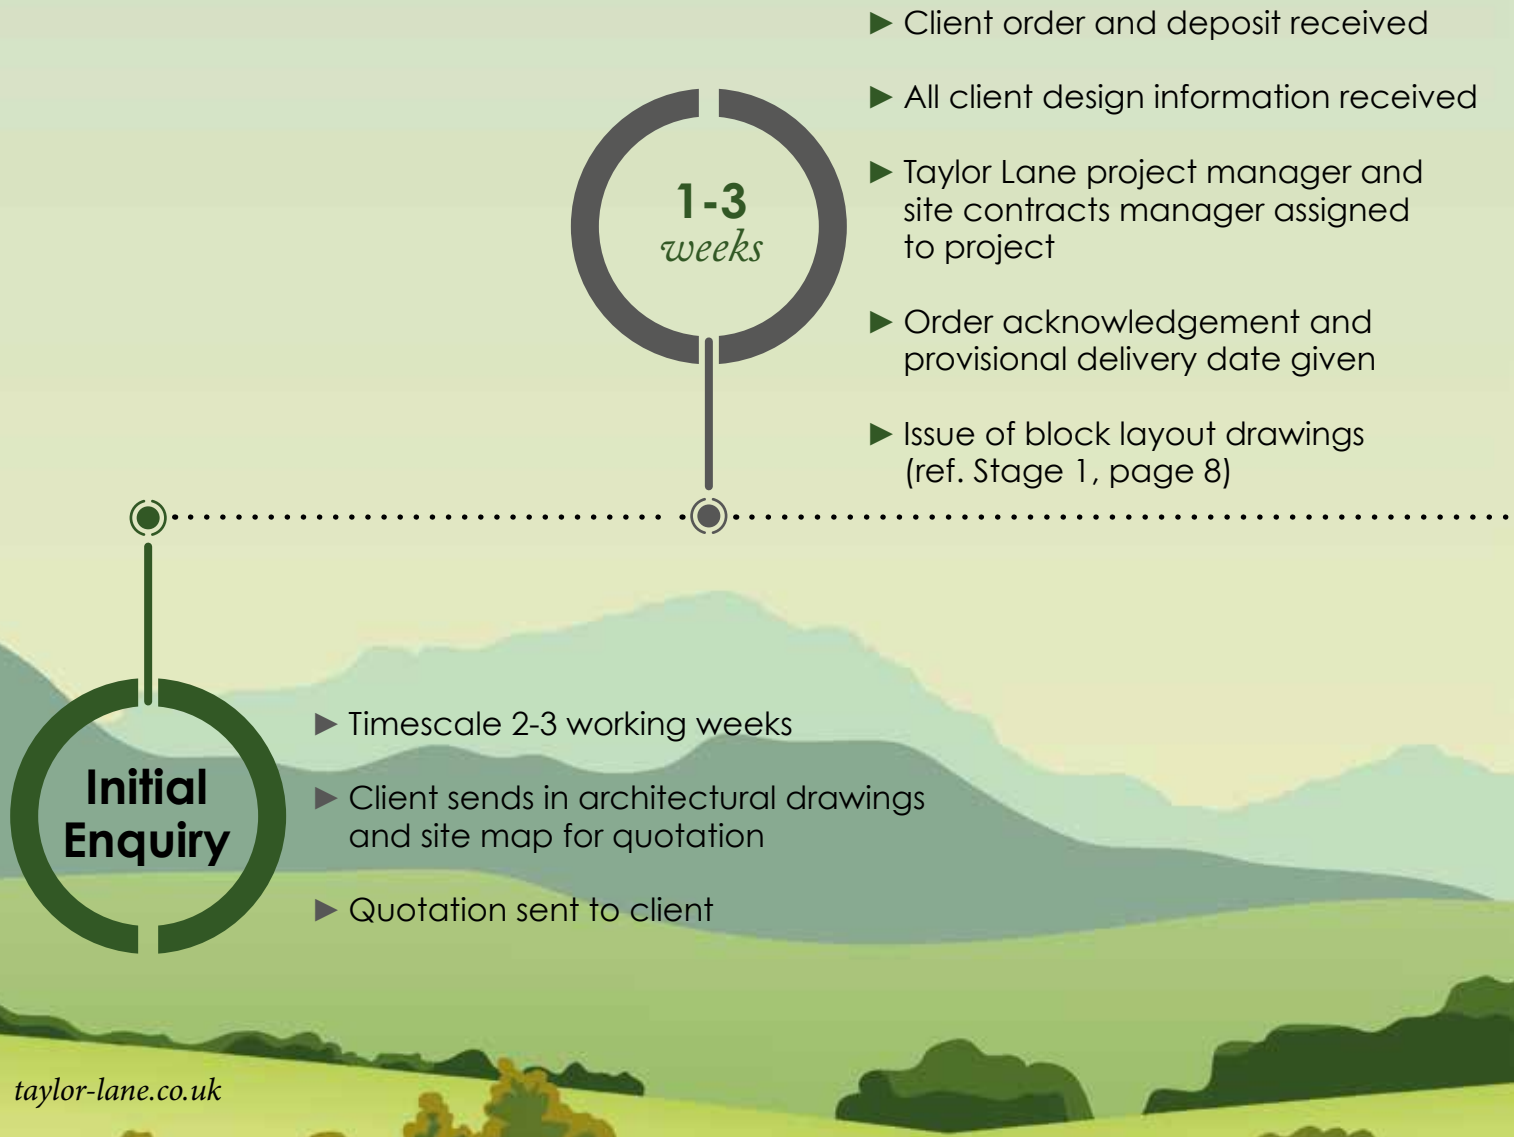 ► Client order and deposit received
► All client design information received
► Taylor Lane project manager and
site contracts manager assigned
to project
► Order acknowledgement and
provisional delivery date given
► Issue of block layout drawings
(ref. Stage 1, page 8)
1-3
weeks
Initial
Enquiry
► Timescale 2-3 working weeks
► Client sends in architectural drawings
and site map for quotation
► Quotation sent to client
taylor-lane.co.uk